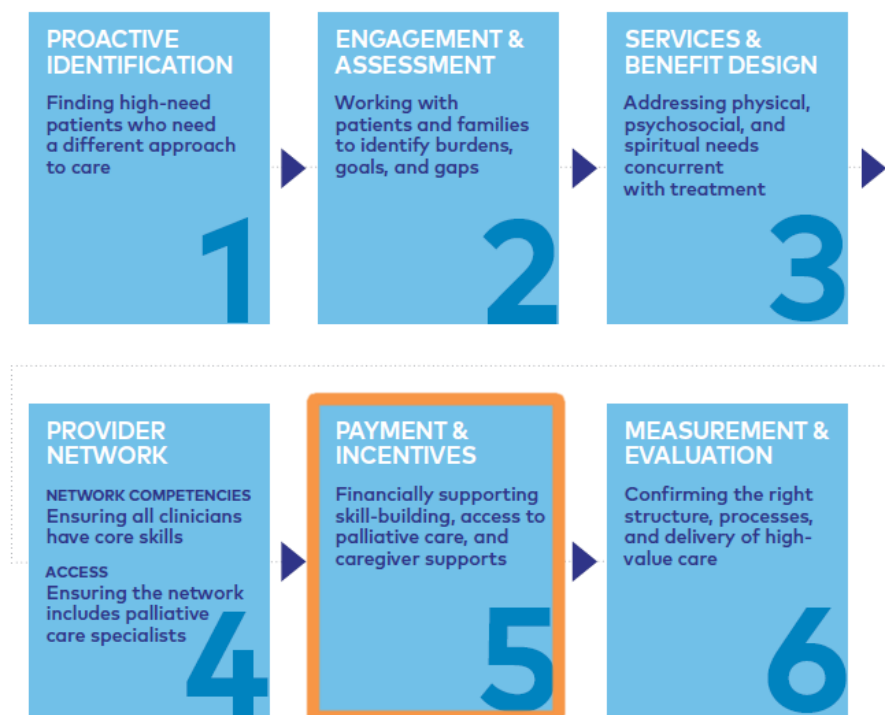 PROACTIVE
IDENTIFICATION
Finding high-need
patients who need
a different approach
to care
1
ENGAGEMENT &
ASSESSMENT
Working with
patients and families
to identify burdens,
goals, and gaps
2
SERVICES &
BENEFIT DESIGN
Addressing physical,
psychosocial, and
spiritual needs
concurrent
with treatment
3
PROVIDER
NETWORK
NETWORK COMPETENCIES
Ensuring all clinicians
have core skills
ACCESS
Ensuring the network
includes palliative
care specialists
4
PAYMENT &
INCENTIVES
Financially supporting
skill-building, access to
palliative care, and
caregiver supports
5
MEASUREMENT &
EVALUATION
Confirming the right
structure, processes,
and delivery of high-
value care
6